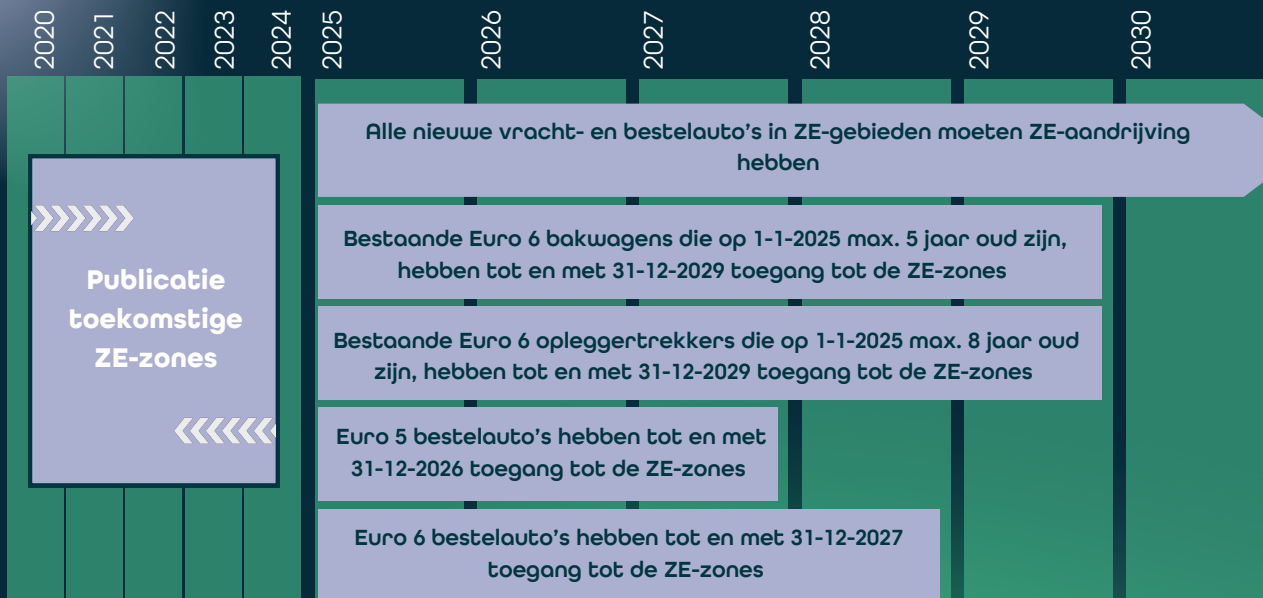 2020
2021
2022
2023
2024
2025
2026
2027
2028
2029
2030
Publicatie
toekomstige
ZE-zones
Alle nieuwe vracht- en bestelauto’s in ZE-gebieden moeten ZE-aandrijving
hebben
Bestaande Euro 6 bakwagens die op 1-1-2025 max. 5 jaar oud zijn,
hebben tot en met 31-12-2029 toegang tot de ZE-zones
Bestaande Euro 6 opleggertrekkers die op 1-1-2025 max. 8 jaar oud
zijn, hebben tot en met 31-12-2029 toegang tot de ZE-zones
Euro 5 bestelauto’s hebben tot en met
31-12-2026 toegang tot de ZE-zones
Euro 6 bestelauto’s hebben tot en met 31-12-2027
toegang tot de ZE-zones